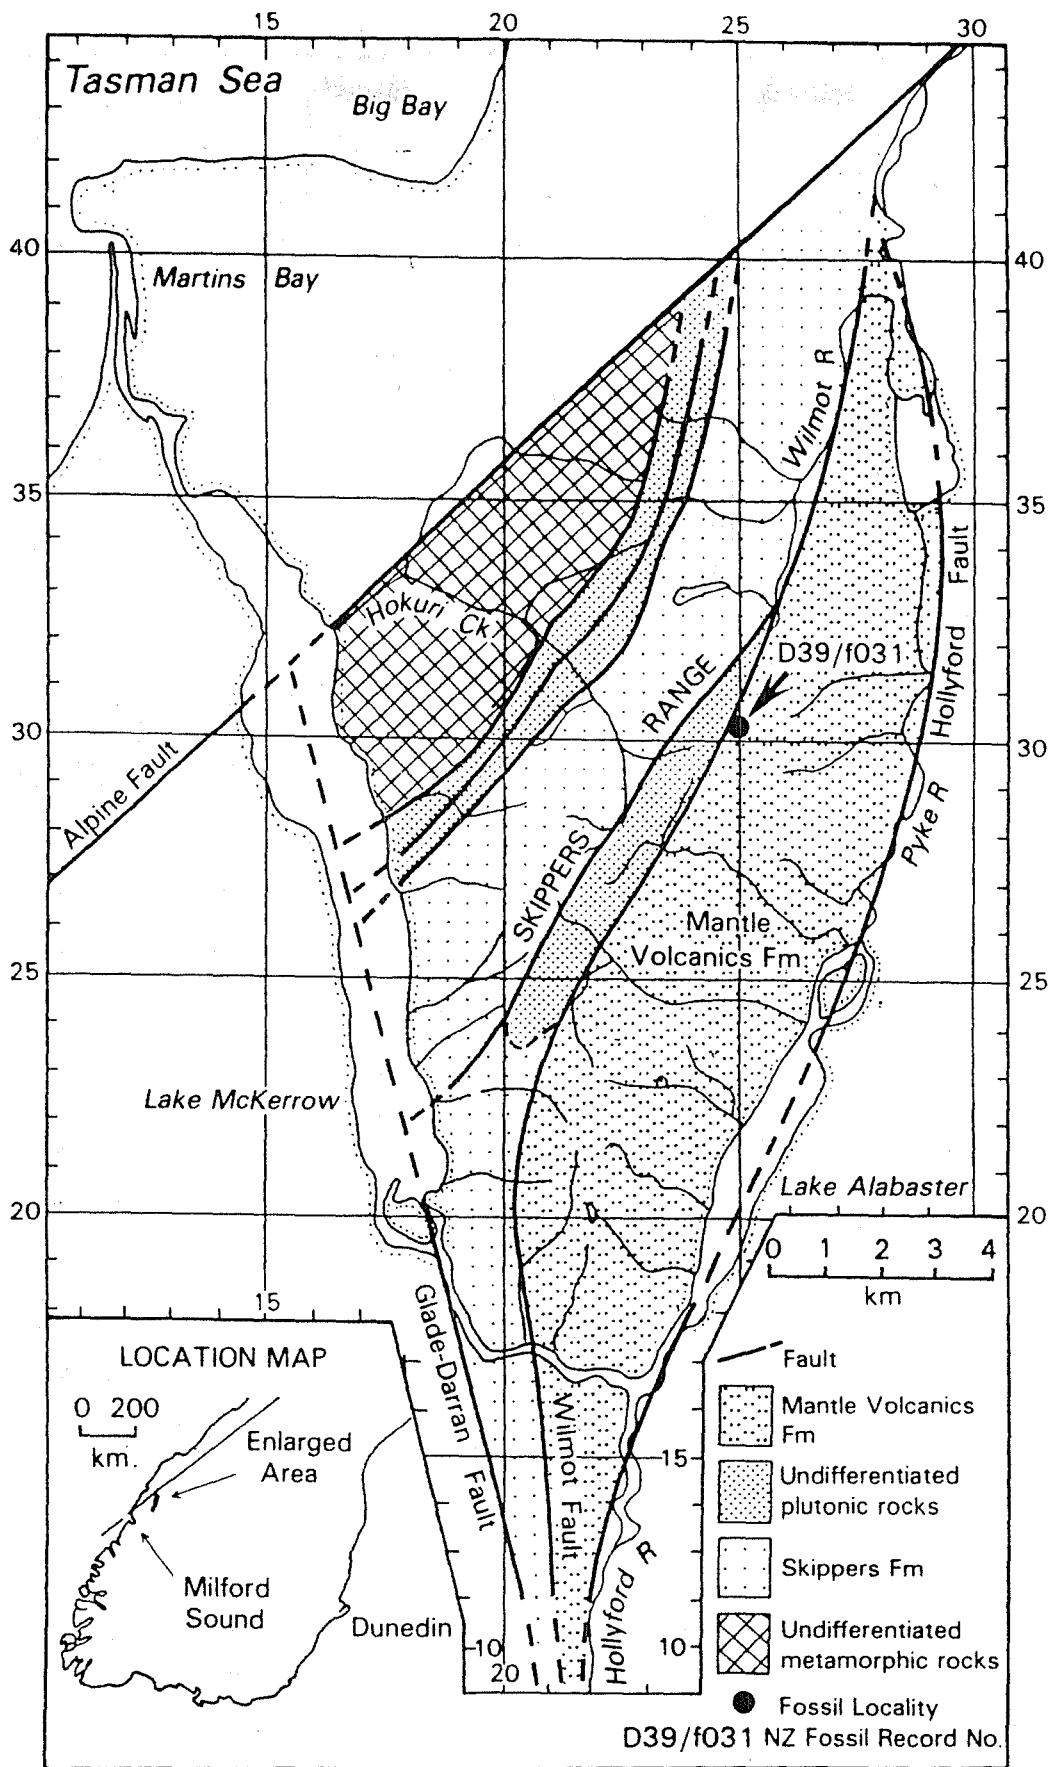 15 20 25 30
Tasman Sea
Big Bay
40 40
Martins Bay
Wilmot R
35 35
Hokuri Ck
Fault
D39/f031
RANGE
Hollyford
30 30
Alpine Fault
Pyke R
SKIPPERS
Mantle
Volcanics Fm
25 25
Lake McKerrow
Lake Alabaster
20 20
0 1 2 3 4
km
15
Glade-Darran Fault
Wilmot Fault
Hollyford R
15
10
10
20
LOCATION MAP
0 200
km.
Enlarged
Area
Milford
Sound
Dunedin
Fault
Mantle Volcanics
Fm
Undifferentiated
plutonic rocks
Skippers Fm
Undifferentiated
metamorphic rocks
Fossil Locality
D39/f031 NZ Fossil Record No.